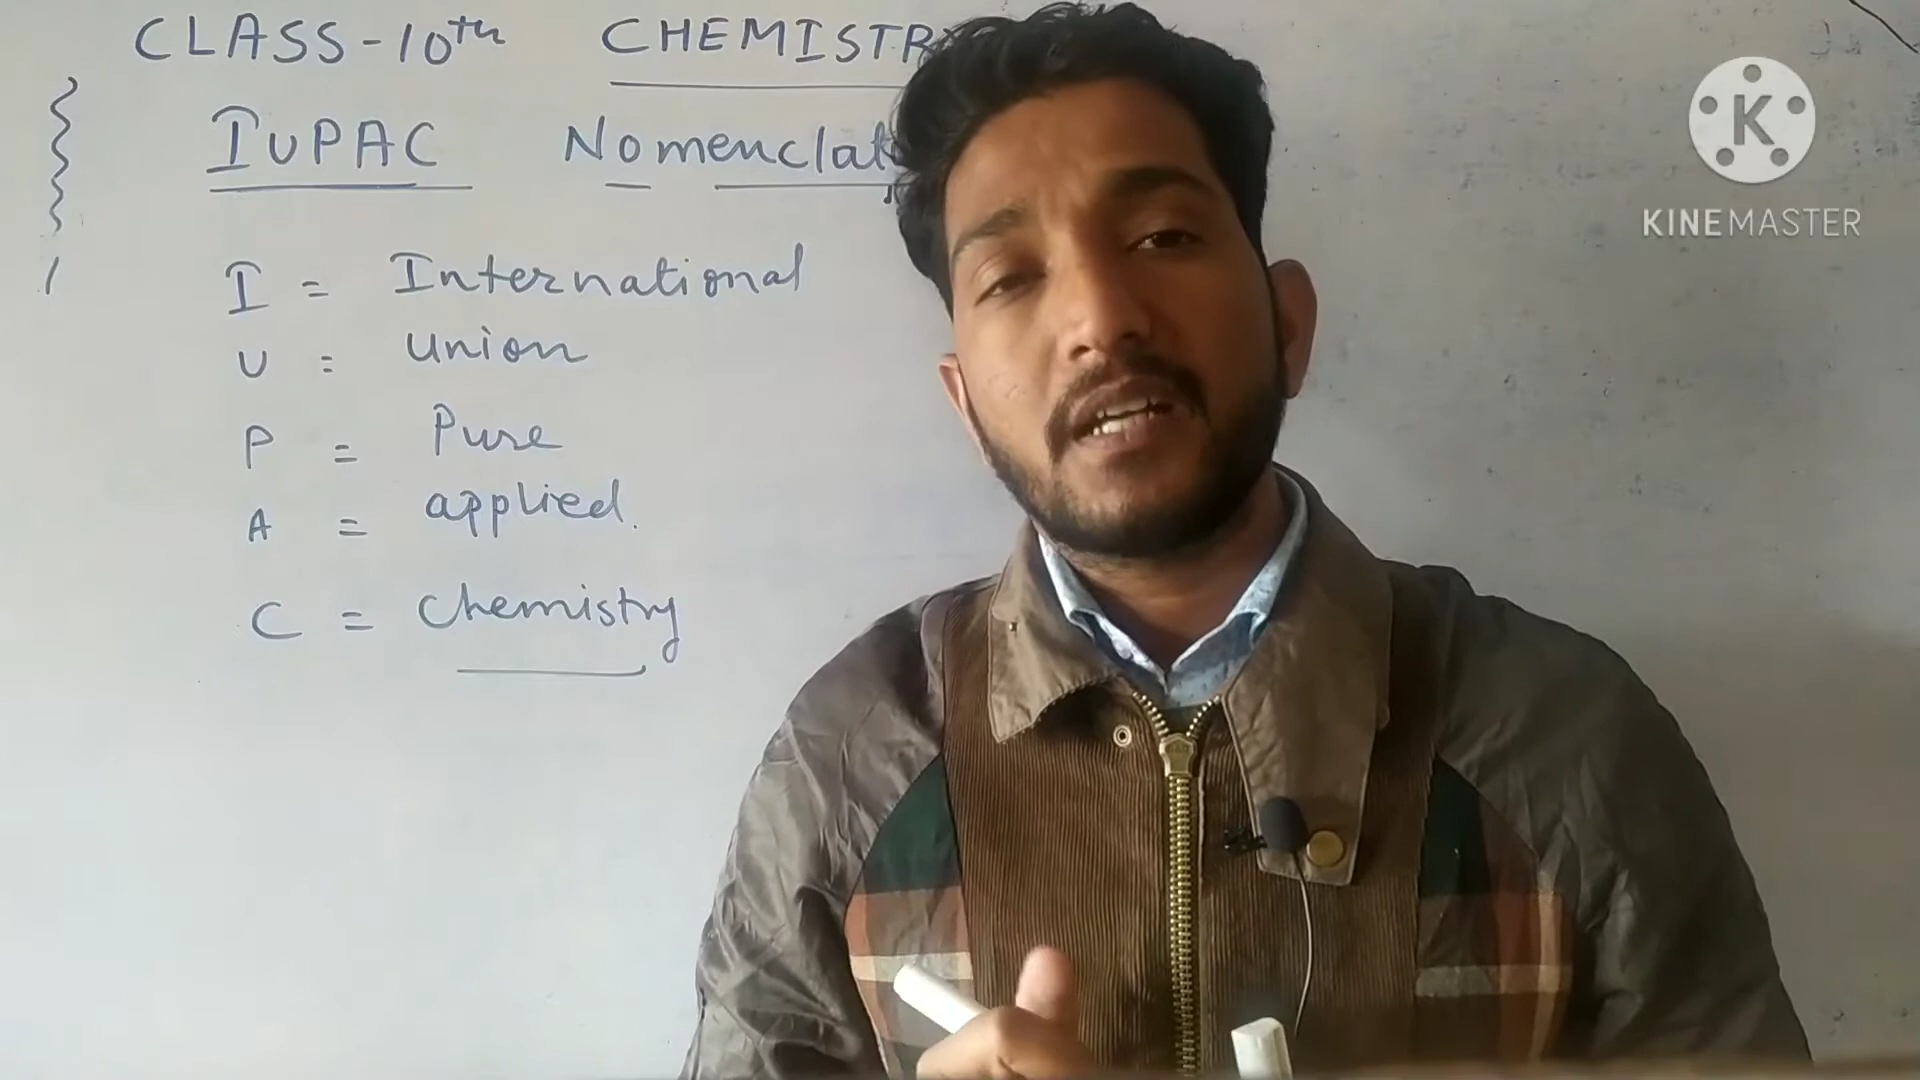 CLASS-10th CHEMISTR
IUPAC Nomenclat
I = International
U = union
P = Pure
A = applied.
C = Chemistry
K
KINEMASTER